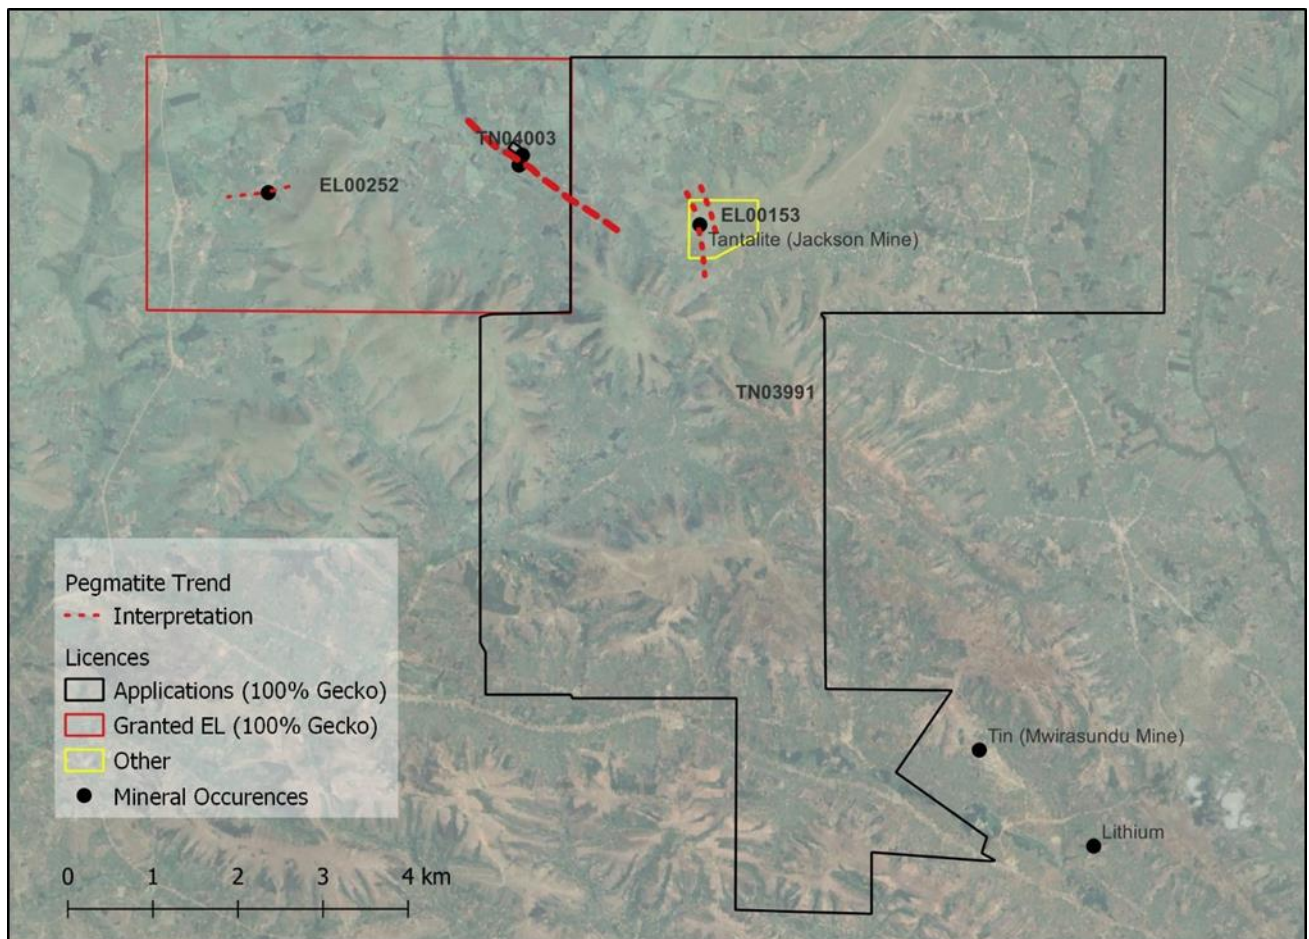 TN04003
EL00252
EL00153
Tantalite (Jackson Mine)
TN03991
Pegmatite Trend
Interpretation
Licences
Applications (100% Gecko)
Granted EL (100% Gecko)
Other
Mineral Occurences
Tin (Mwirasundu Mine)
Lithium
0 1 2 3 4 km